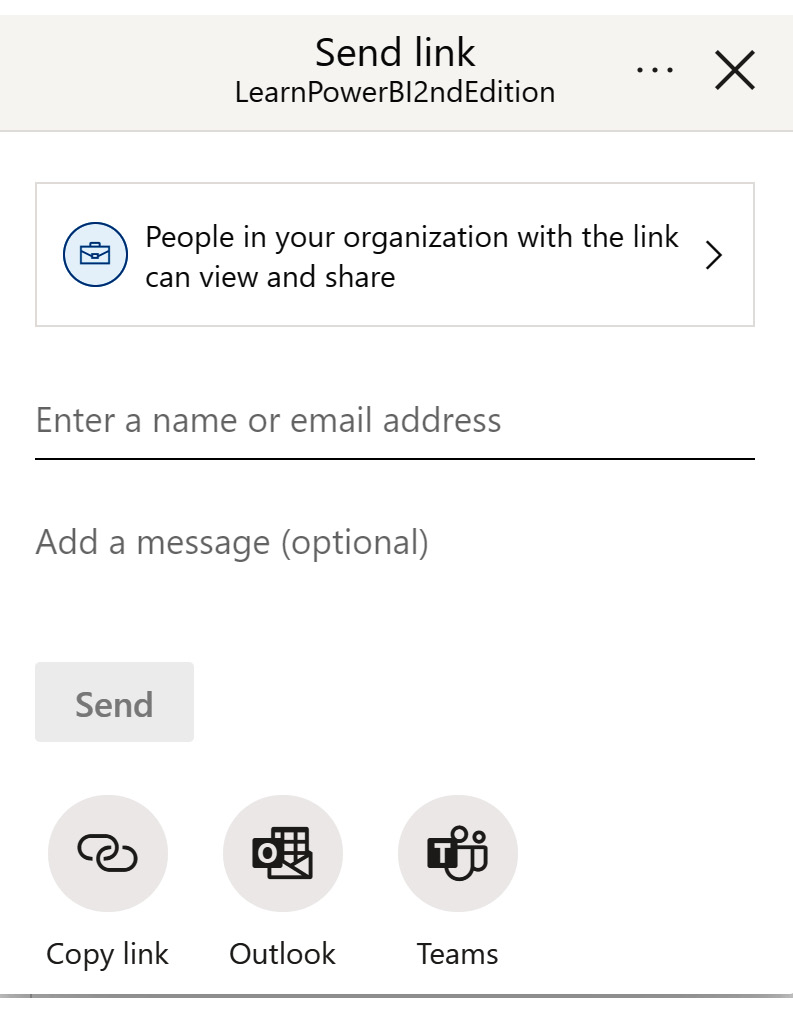 Send link
LearnPowerBI2ndEdition
People in your organization with the link
can view and share
Enter a name or email address
Add a message (optional)
Send
Copy link
Outlook
Teams